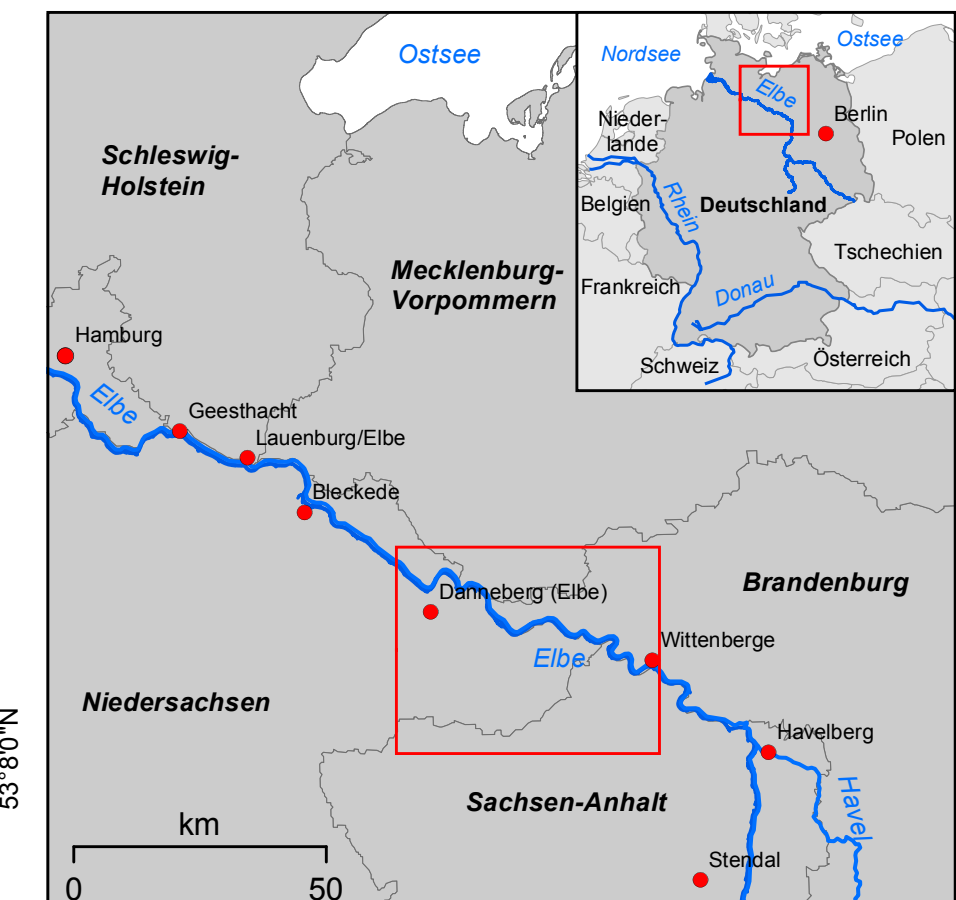 Ostsee
Schleswig-
Holstein
Mecklenburg-
Vorpommern
Hamburg
Elbe
Geesthacht
Lauenburg/Elbe
Bleckede
Danneberg (Elbe)
Elbe
Wittenberge
Brandenburg
Niedersachsen
Havelberg
Havel
Sachsen-Anhalt
Stendal
km
0
50
53°8'0"N
Nordsee
Ostsee
Elbe
Berlin
Nieder-
lande
Polen
Belgien
Rhein
Deutschland
Tschechien
Frankreich
Donau
Schweiz
Österreich